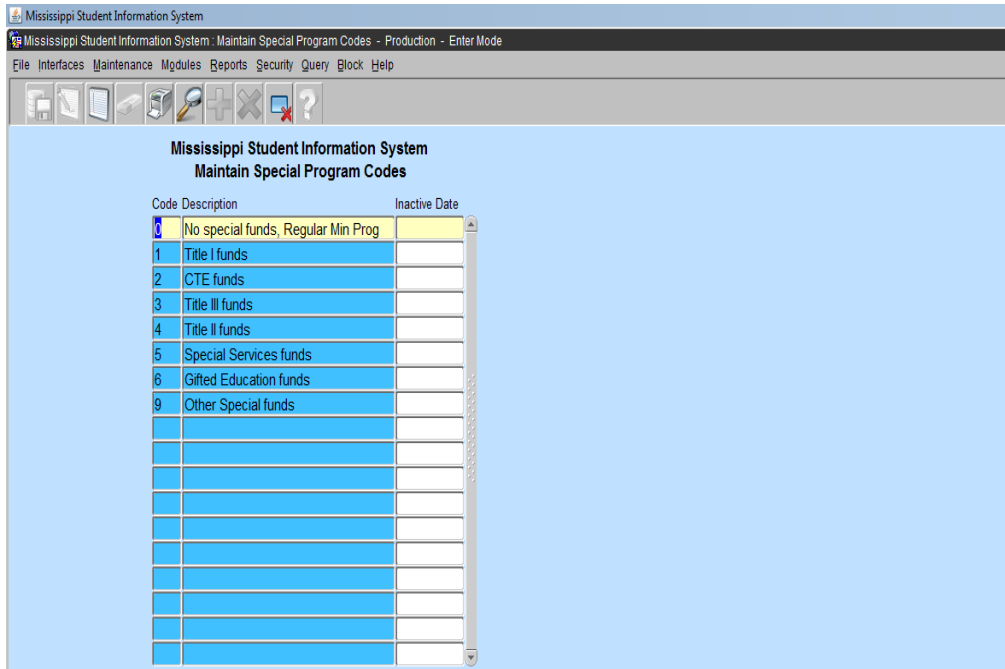 Mississippi Student Information System
Mississippi Student Information System : Maintain Special Program Codes - Production - Enter Mode
File Interfaces Maintenance Modules Reports Security Query Block Help
Mississippi Student Information System
Maintain Special Program Codes
Code Description Inactive Date
0 No special funds, Regular Min Prog
1 Title I funds
2 CTE funds
3 Title III funds
4 Title II funds
5 Special Services funds
6 Gifted Education funds
9 Other Special funds